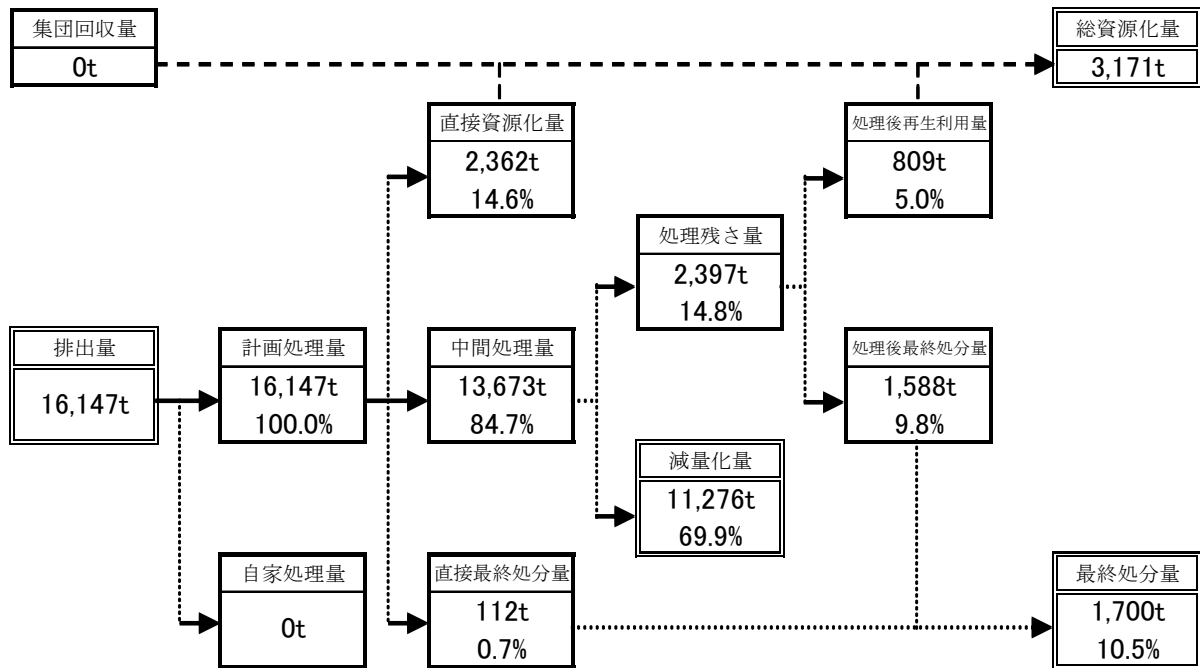 集団回収量
0t
総資源化量
3,171t
直接資源化量
2,362t
14.6%
処理後再生利用量
809t
5.0%
処理残さ量
2,397t
14.8%
排出量
16,147t
計画処理量
16,147t
100.0%
中間処理量
13,673t
84.7%
処理後最終処分量
1,588t
9.8%
減量化量
11,276t
69.9%
自家処理量
0t
直接最終処分量
112t
0.7%
最終処分量
1,700t
10.5%